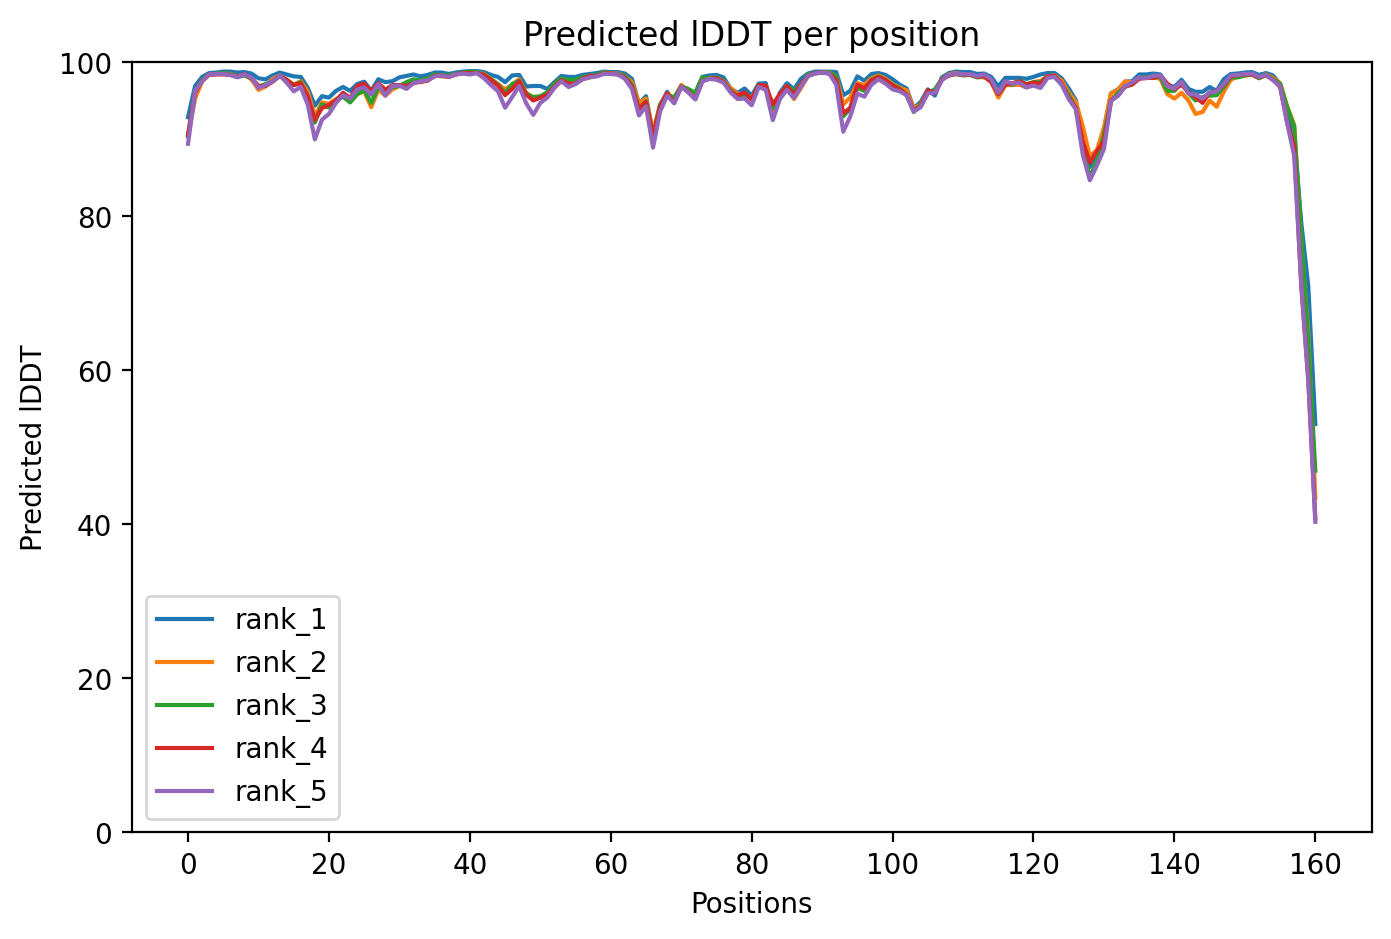 Predicted lDDT per position
100
80
60
40
20
0
Predicted lDDT
rank_1
rank_2
rank_3
rank_4
rank_5
0 20 40 60 80 100 120 140 160
Positions